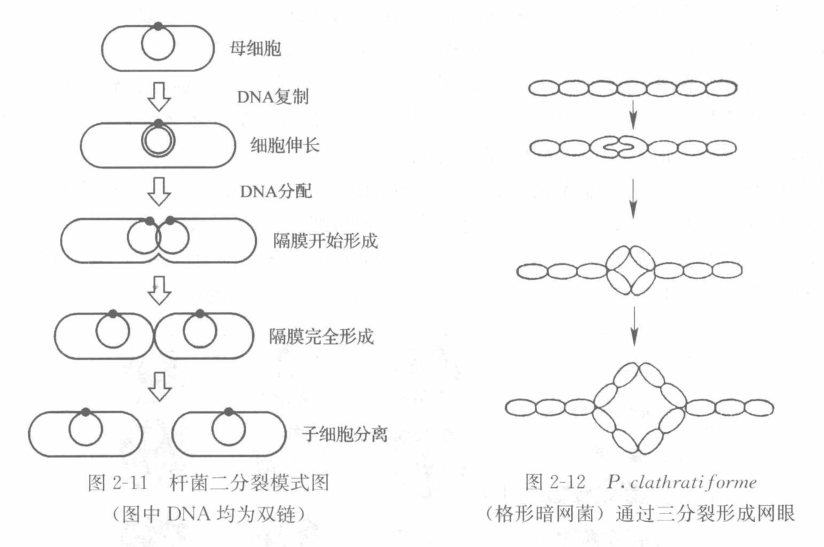 母细胞
DNA复制
细胞伸长
DNA分配
隔膜开始形成
隔膜完全形成
子细胞分离
图 2-11 杆菌二分裂模式图
（图中 DNA 均为双链）
图 2-12 P. clathratiforme
（格形暗网菌）通过三分裂形成网眼